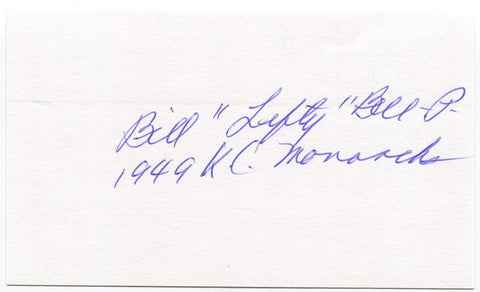 Bill "Lefty" Bell-P-
1949 K C. Monarchs